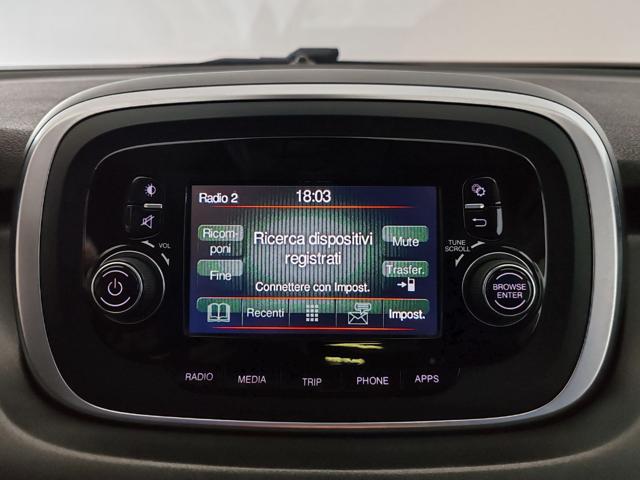 Radio 2 18:03
Ricom-
poni
Ricerca dispositivi
registrati
Mute
Fine
Trasfer.
Connettere con Impost.
Recenti
Impost.
VOL
TUNE
SCROLL
BROWSE
ENTER
RADIO MEDIA TRIP PHONE APPS